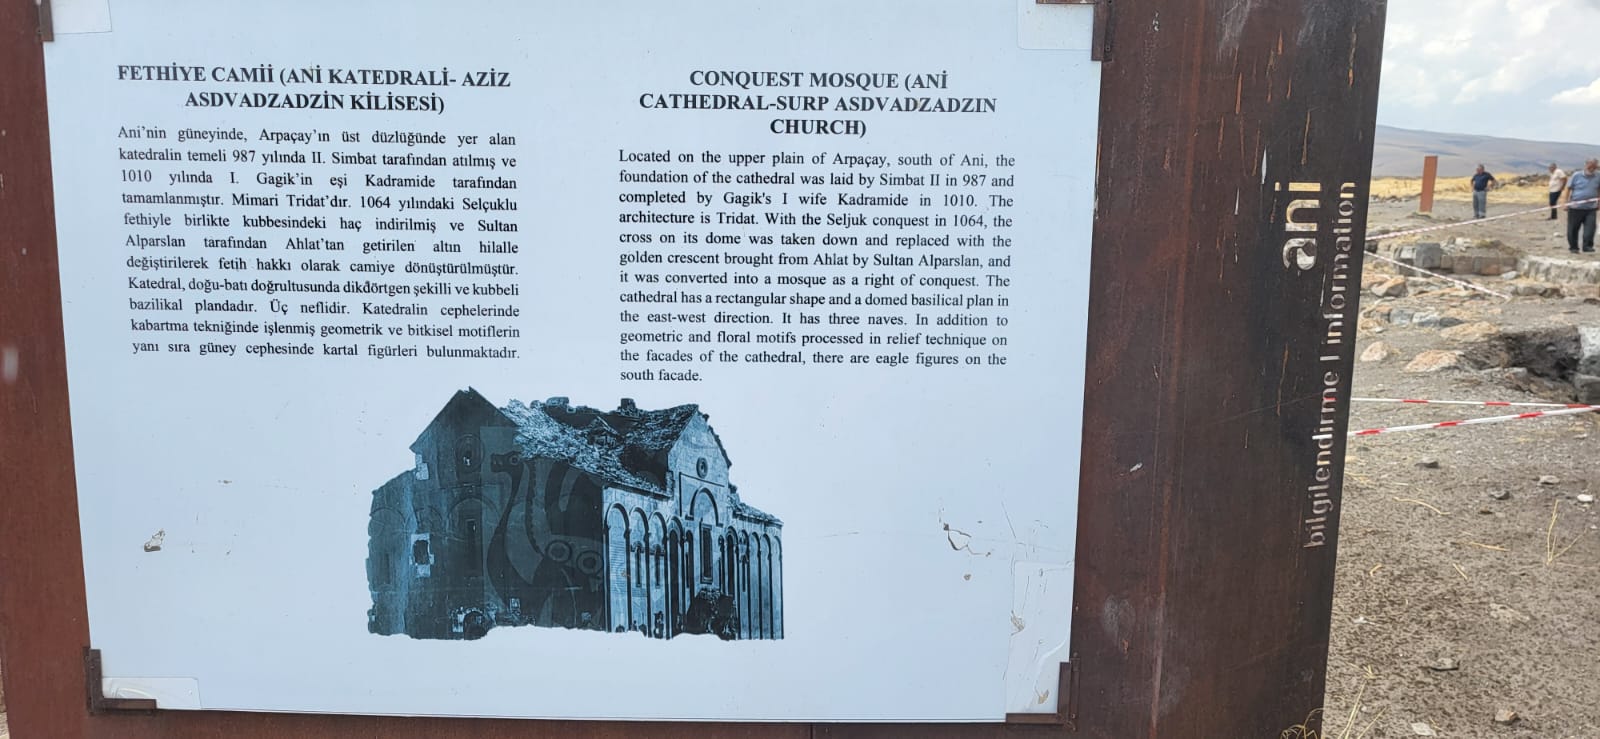 FETHİYE CAMİİ (ANİ KATEDRALİ- AZİZ
ASDVADZADZİN KİLİSESİ)
Ani’nin güneyinde, Arpaçay’ın üst düzlüğünde yer alan
katedralin temeli 987 yılında II. Simbat tarafından atılmış ve
1010 yılında I. Gagik’in eşi Kadramide tarafından
tamamlanmıştır. Mimari Tridat’dır. 1064 yılındaki Selçuklu
fethiyle birlikte kubbesindeki haç indirilmiş ve Sultan
Alparslan tarafından Ahlat’tan getirilen altın hilalle
değiştirilerek fetih hakkı olarak camiye dönüştürülmüştür.
Katedral, doğu-batı doğrultusunda dikdörtgen şekilli ve kubbeli
bazilikal plandadır. Üç neflidir. Katedralin cephelerinde
kabartma tekniğinde işlenmiş geometrik ve bitkisel motiflerin
yanı sıra güney cephesinde kartal figürleri bulunmaktadır.
CONQUEST MOSQUE (ANİ
CATHEDRAL-SURP ASDVADZADZIN
CHURCH)
Located on the upper plain of Arpaçay, south of Ani, the
foundation of the cathedral was laid by Simbat II in 987 and
completed by Gagik's I wife Kadramide in 1010. The
architecture is Tridat. With the Seljuk conquest in 1064, the
cross on its dome was taken down and replaced with the
golden crescent brought from Ahlat by Sultan Alparslan, and
it was converted into a mosque as a right of conquest. The
cathedral has a rectangular shape and a domed basilical plan in
the east-west direction. It has three naves. In addition to
geometric and floral motifs processed in relief technique on
the facades of the cathedral, there are eagle figures on the
south facade.
ani
bilgilendirme | information